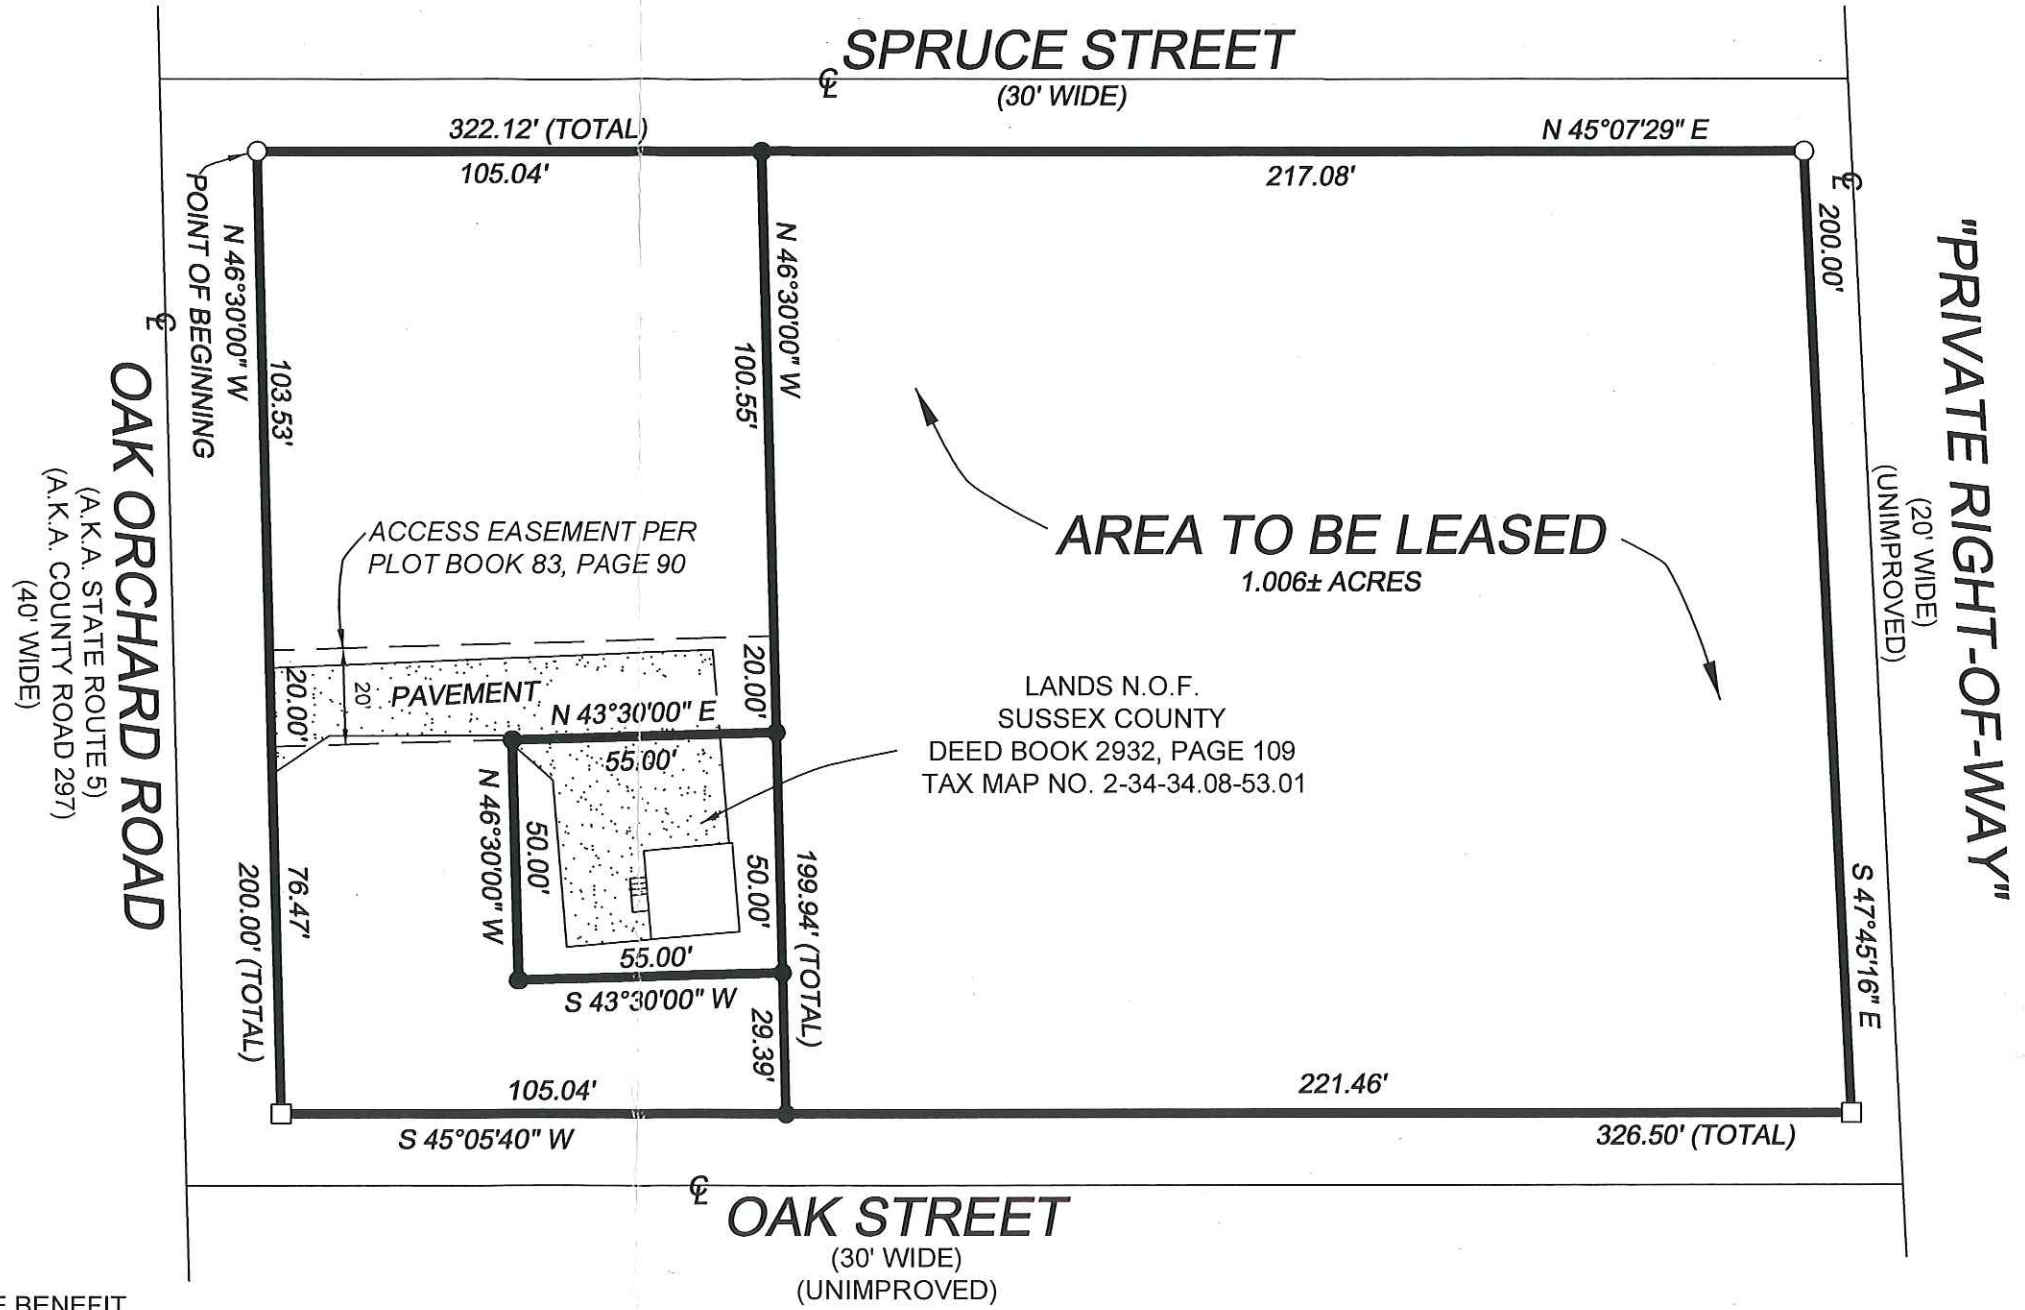 SPRUCE STREET
(30' WIDE)
322.12' (TOTAL)
N 45°07'29" E
105.04'
217.08'
POINT OF BEGINNING
N 46°30'00" W
103.53'
N 46°30'00" W
100.55'
200.00'
"PRIVATE RIGHT-OF-WAY"
(20' WIDE)
(UNIMPROVED)
OAK ORCHARD ROAD
(A.K.A. STATE ROUTE 5)
(A.K.A. COUNTY ROAD 297)
(40' WIDE)
ACCESS EASEMENT PER
PLOT BOOK 83, PAGE 90
AREA TO BE LEASED
1.006± ACRES
20.00'
20'
PAVEMENT
20.00'
N 43°30'00" E
55.00'
LANDS N.O.F.
SUSSEX COUNTY
DEED BOOK 2932, PAGE 109
TAX MAP NO. 2-34-34.08-53.01
N 46°30'00" W
50.00'
50.00'
199.94' (TOTAL)
76.47'
200.00' (TOTAL)
55.00'
S 43°30'00" W
29.39'
S 47°45'16" E
105.04'
221.46'
S 45°05'40" W
326.50' (TOTAL)
OAK STREET
(30' WIDE)
(UNIMPROVED)
BENEFIT